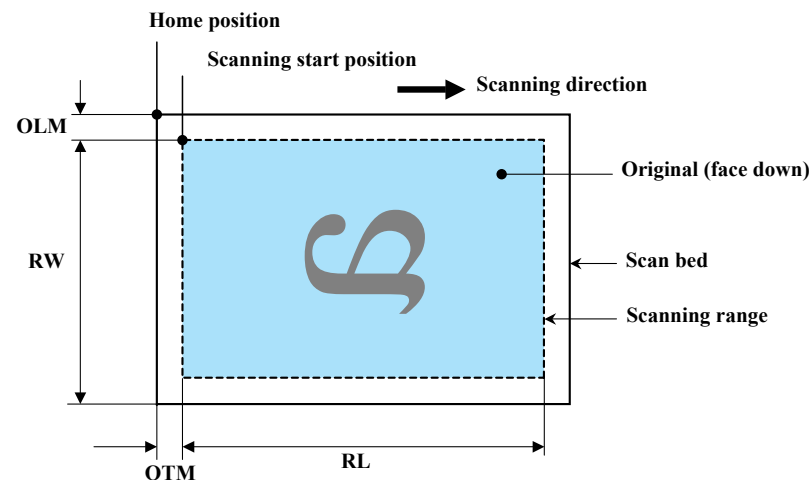 Home position
Scanning start position
Scanning direction
OLM
Original (face down)
RW
Scan bed
Scanning range
RL
OTM